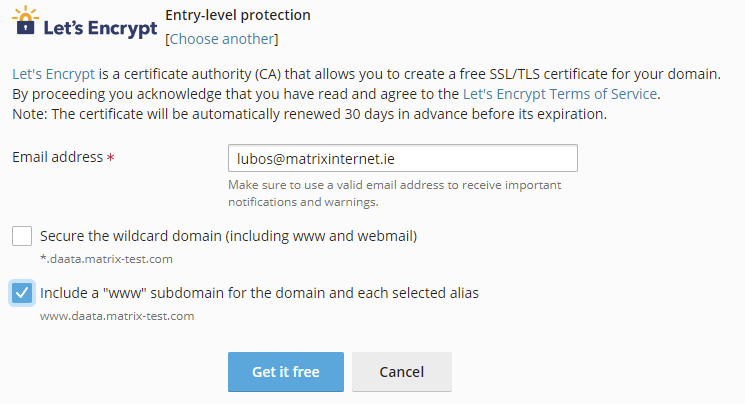 Let's Encrypt
Entry-level protection
[Choose another]
Let's Encrypt is a certificate authority (CA) that allows you to create a free SSL/TLS certificate for your domain.
By proceeding you acknowledge that you have read and agree to the Let's Encrypt Terms of Service.
Note: The certificate will be automatically renewed 30 days in advance before its expiration.
Email address *
lubos@matrixinternet.ie
Make sure to use a valid email address to receive important
notifications and warnings.
Secure the wildcard domain (including www and webmail)
*.daata.matrix-test.com
Include a "www" subdomain for the domain and each selected alias
www.daata.matrix-test.com
Get it free
Cancel